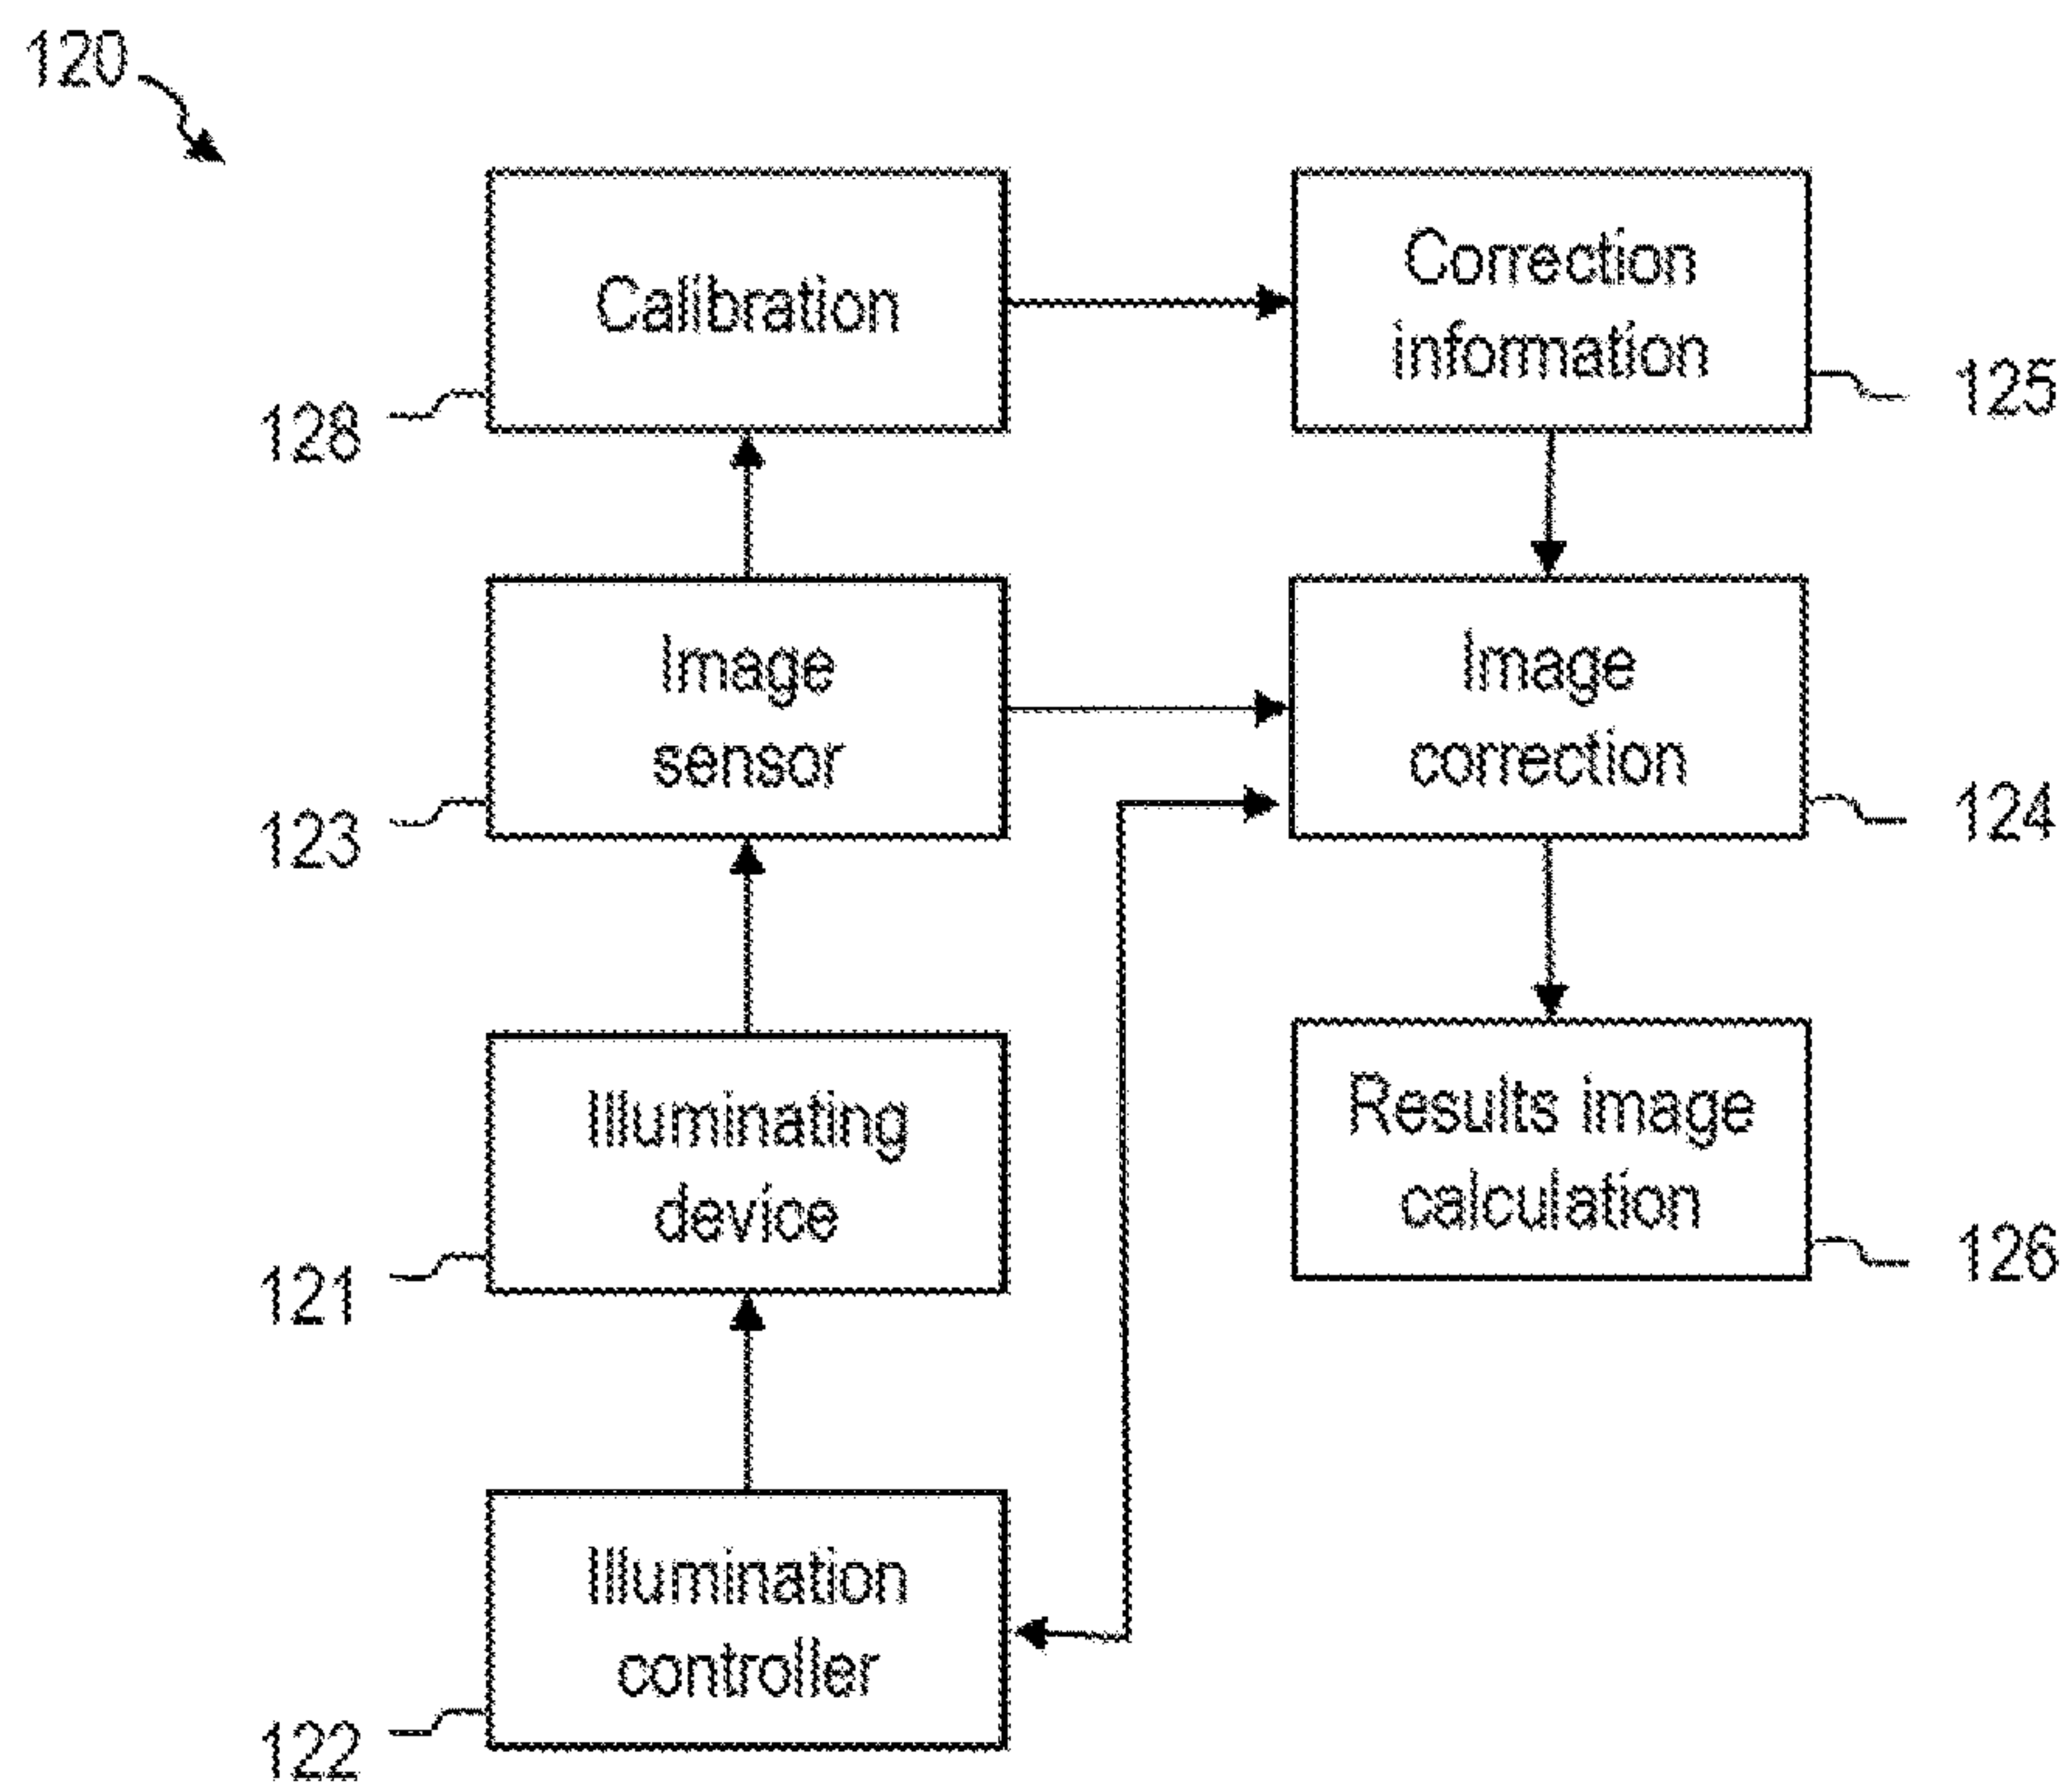 120
Calibration
128
Correction
information
125
Image
sensor
123
Image
correction
124
Illuminating
device
121
Results image
calculation
126
Illumination
controller
122